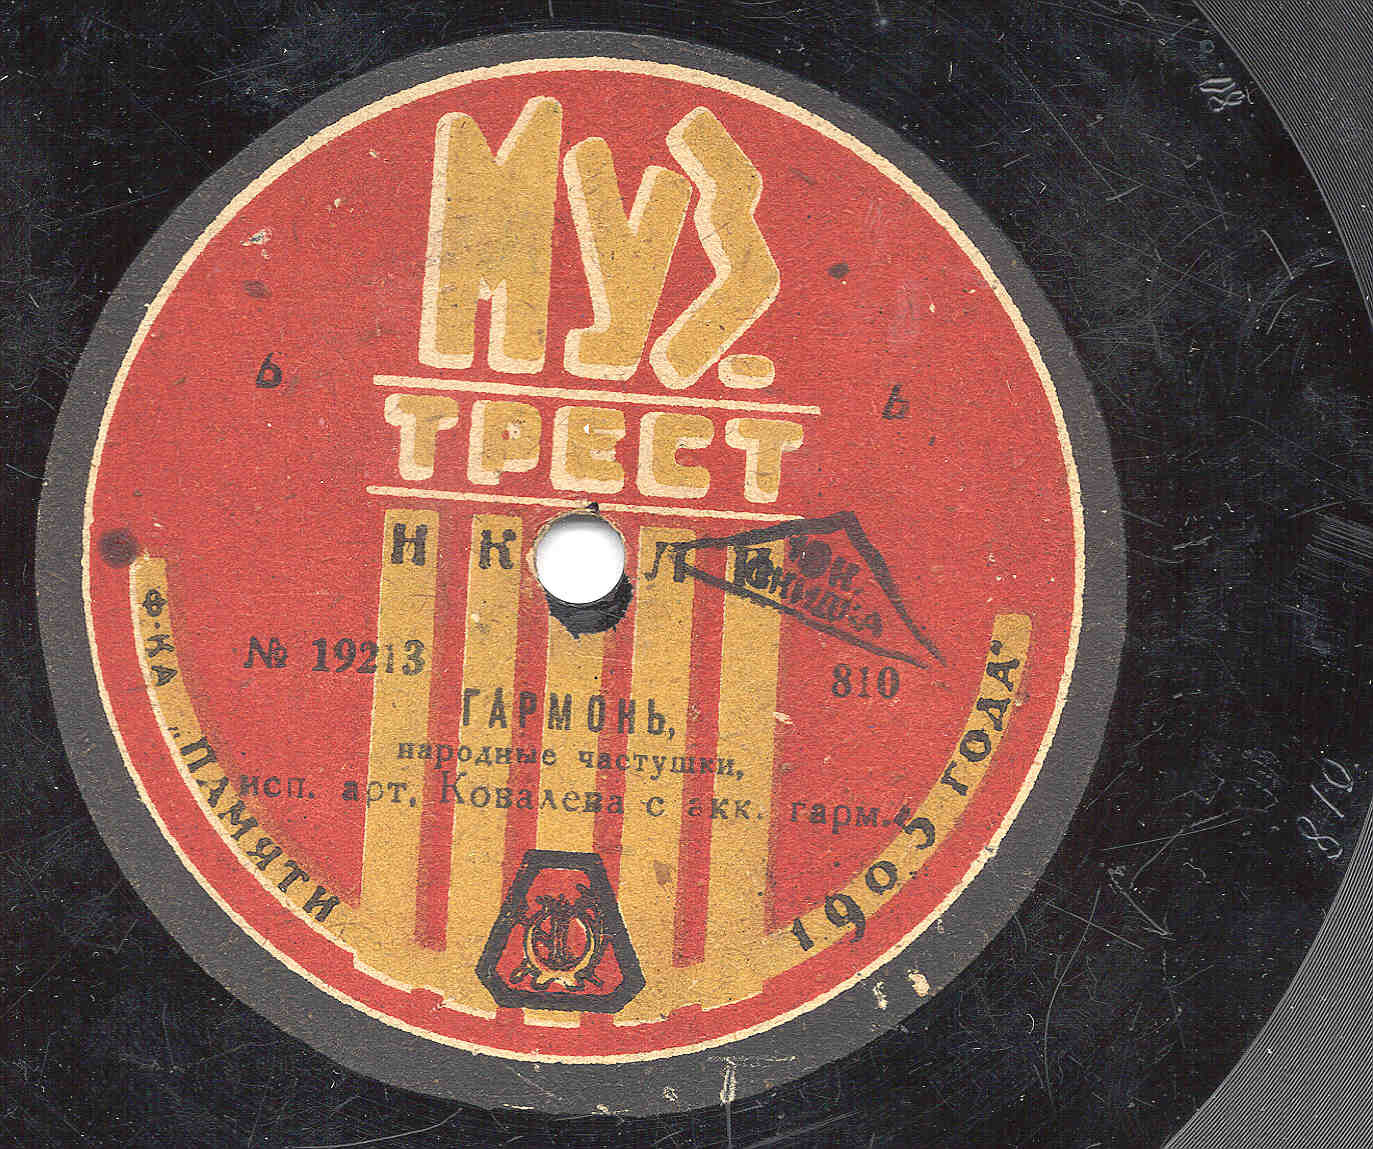 МУЗ.
ТРЕСТ
Н К Л П
Ь Ь
№ 19213
810
ГАРМОНЬ,
народные частушки,
исп. арт. Ковалева с акк. гарм.
Ф-КА „ПАМЯТИ 1905 ГОДА“
810